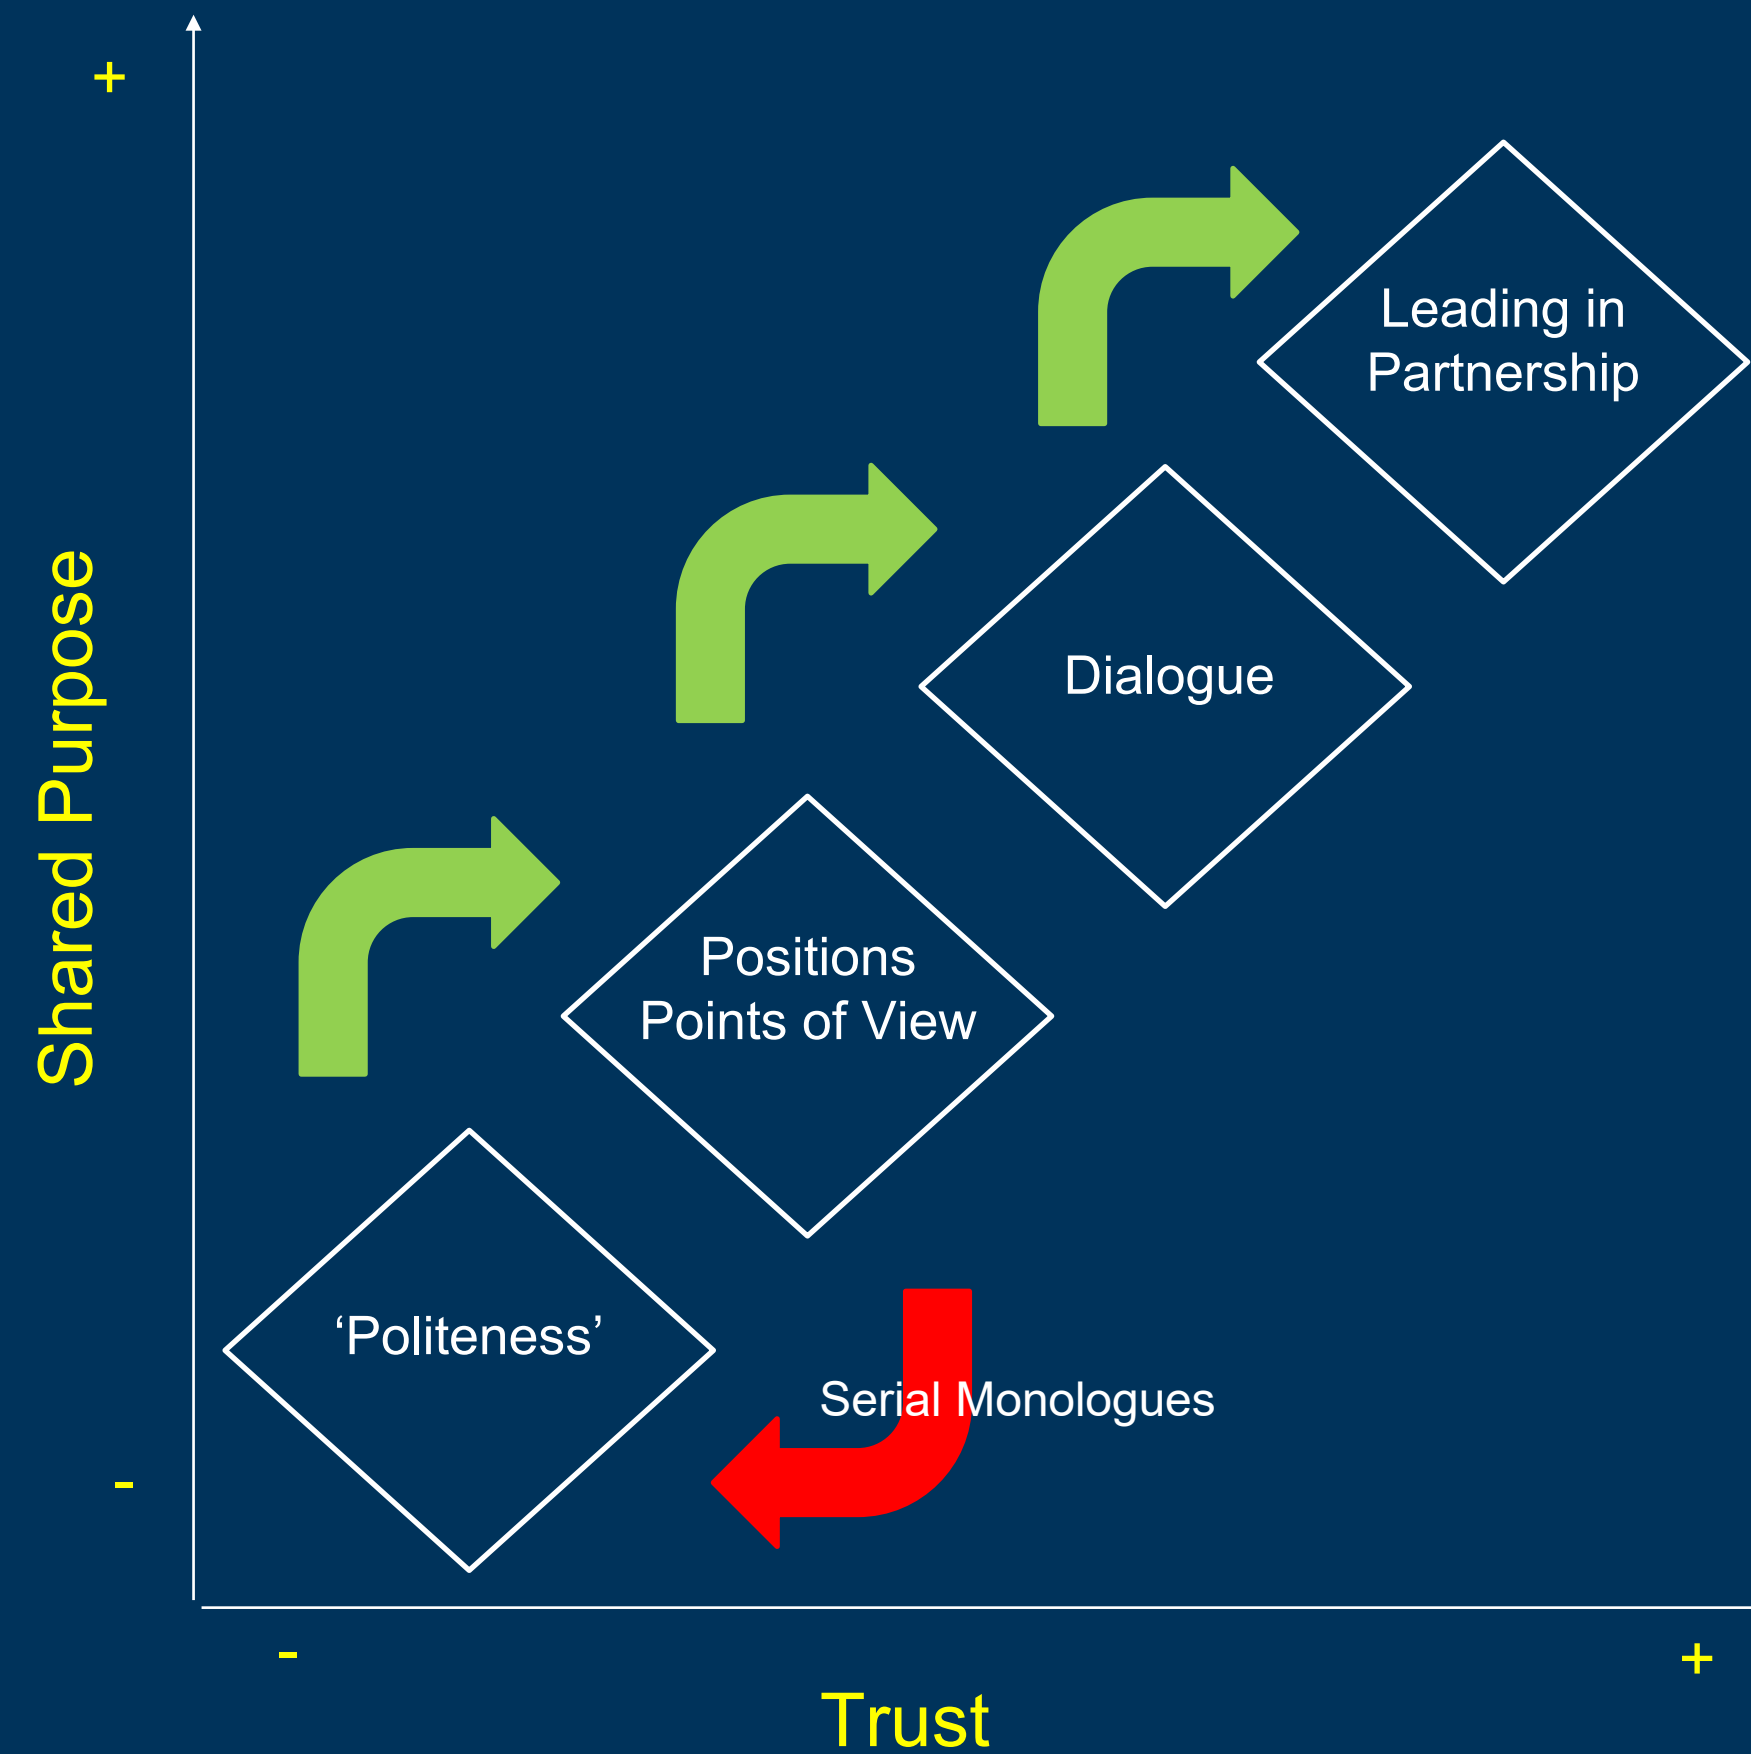 +
Leading in
Partnership
Dialogue
Shared Purpose
Positions
Points of View
‘Politeness’
Serial Monologues
-
-
+
Trust